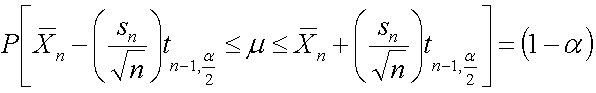 P[X̅ₙ − (sₙ/√n) t_{n−1, α/2} ≤ μ ≤ X̅ₙ + (sₙ/√n) t_{n−1, α/2}] = (1 − α)